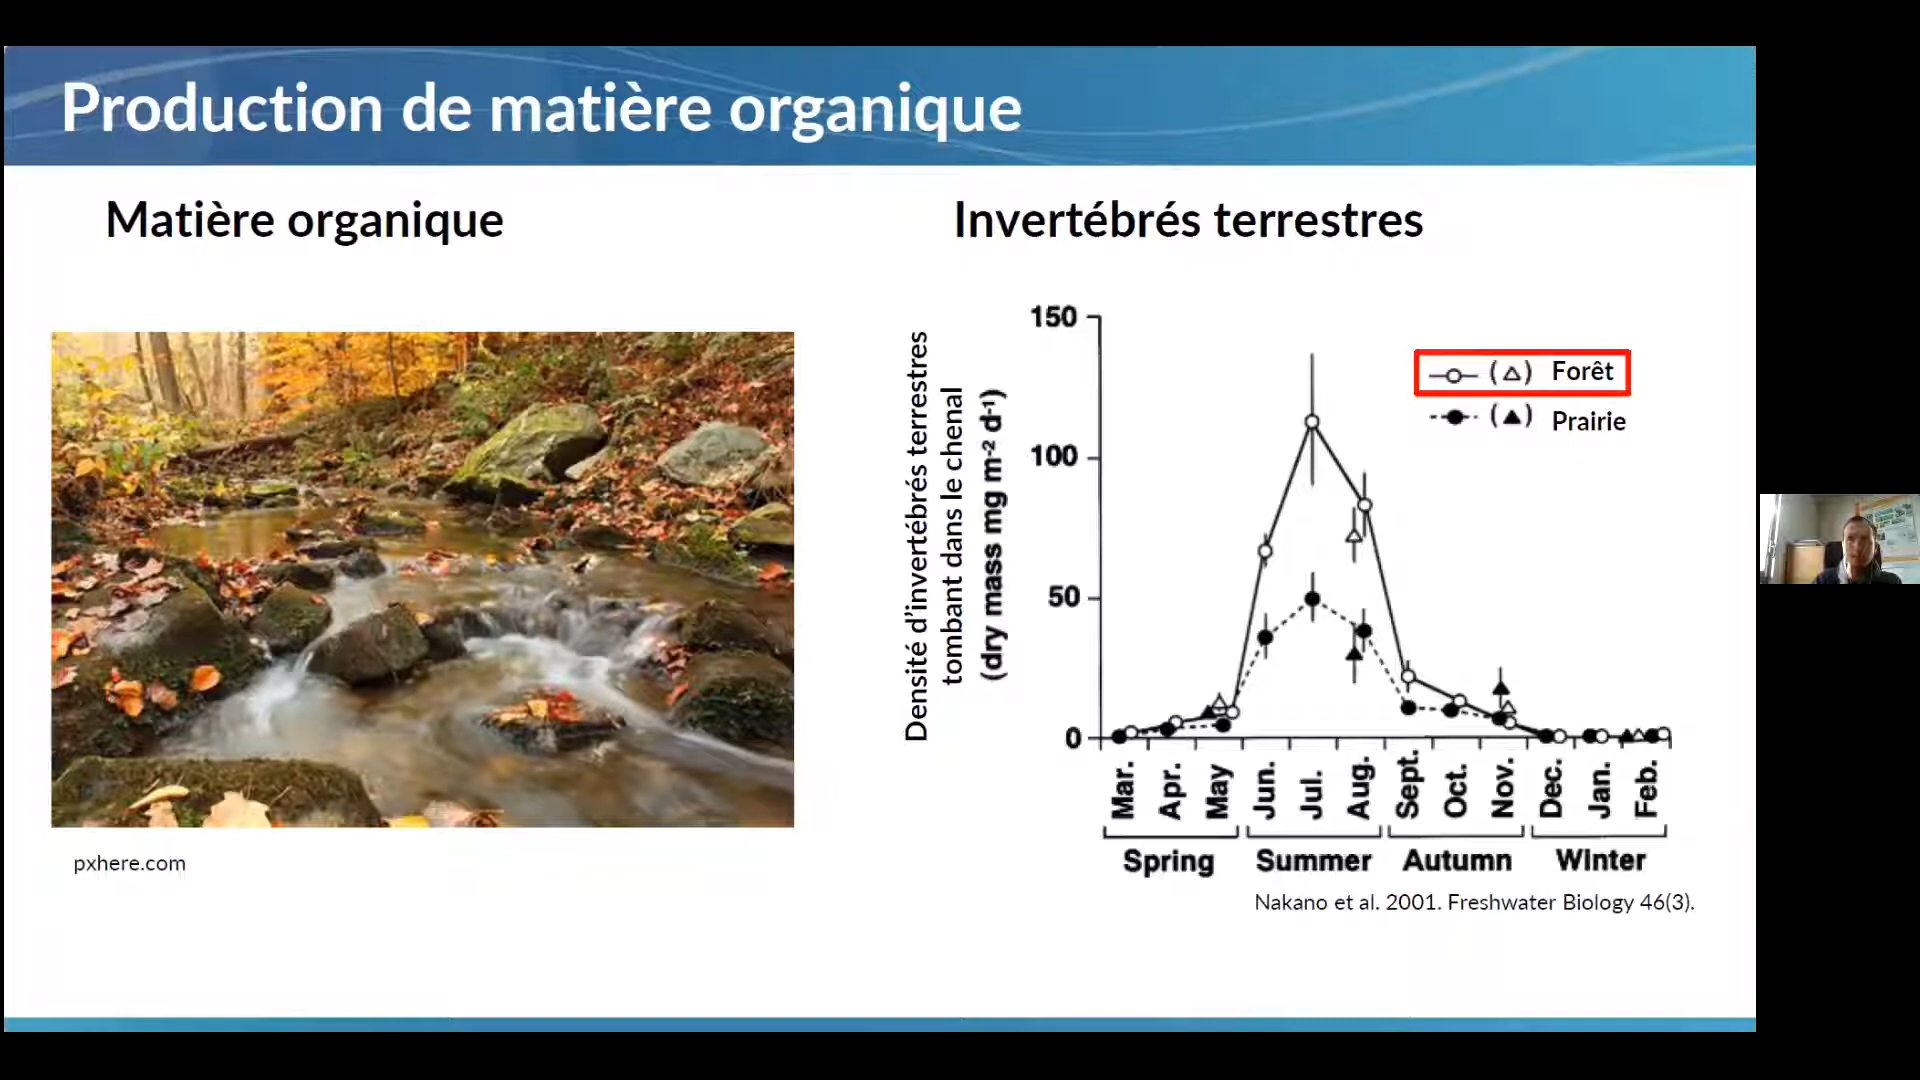 Production de matière organique
Matière organique
pxhere.com
Invertébrés terrestres
Densité d'invertébrés terrestres
tombant dans le chenal
(dry mass mg m-2 d-1)
150
100
50
0
( ) Forêt
( ) Prairie
Mar.
Apr.
May
Jun.
Jul.
Aug.
Sept.
Oct.
Nov.
Dec.
Jan.
Feb.
Spring
Summer
Autumn
Winter
Nakano et al. 2001. Freshwater Biology 46(3).